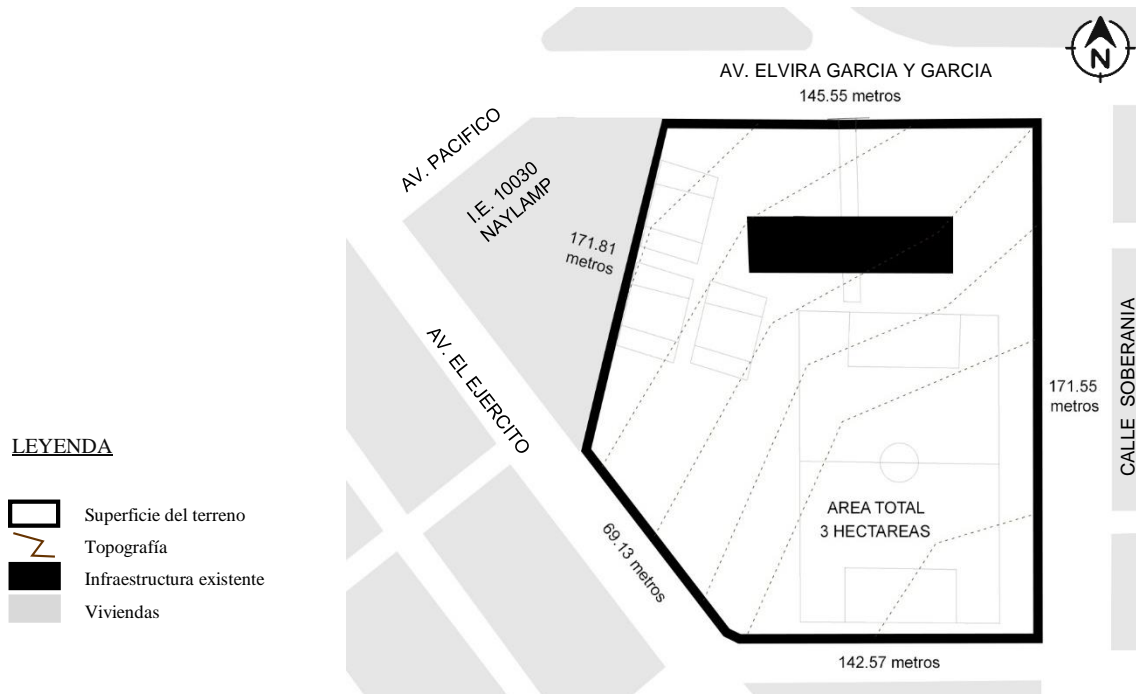 N
AV. ELVIRA GARCIA Y GARCIA
145.55 metros
AV. PACIFICO
I.E. 10030
NAYLAMP
171.81
metros
AV. EL EJERCITO
171.55
metros
CALLE SOBERANIA
LEYENDA
Superficie del terreno
Topografía
Infraestructura existente
Viviendas
AREA TOTAL
3 HECTAREAS
69.13 metros
142.57 metros